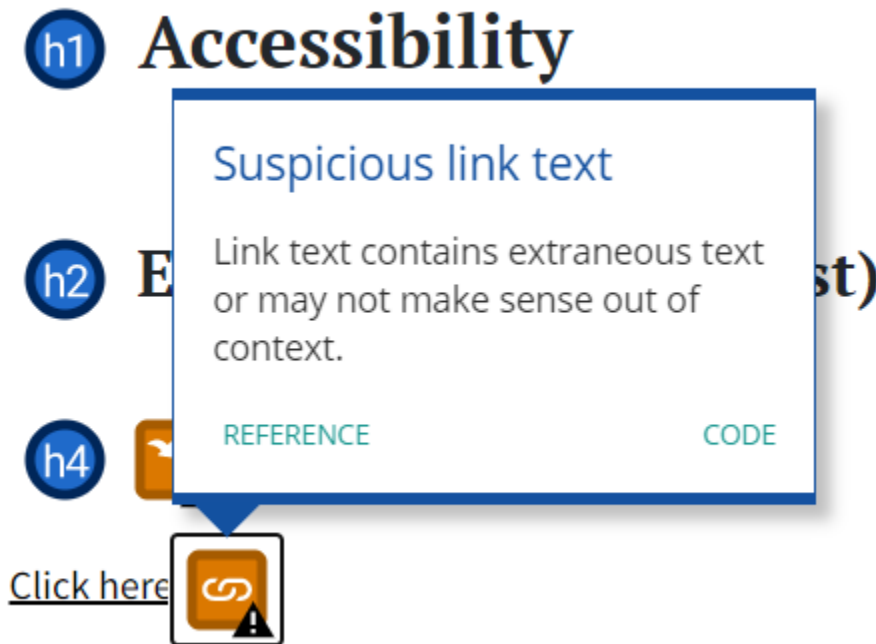 h1 Accessibility
Suspicious link text
h2 E st)
Link text contains extraneous text
or may not make sense out of
context.
REFERENCE CODE
h4
Click here